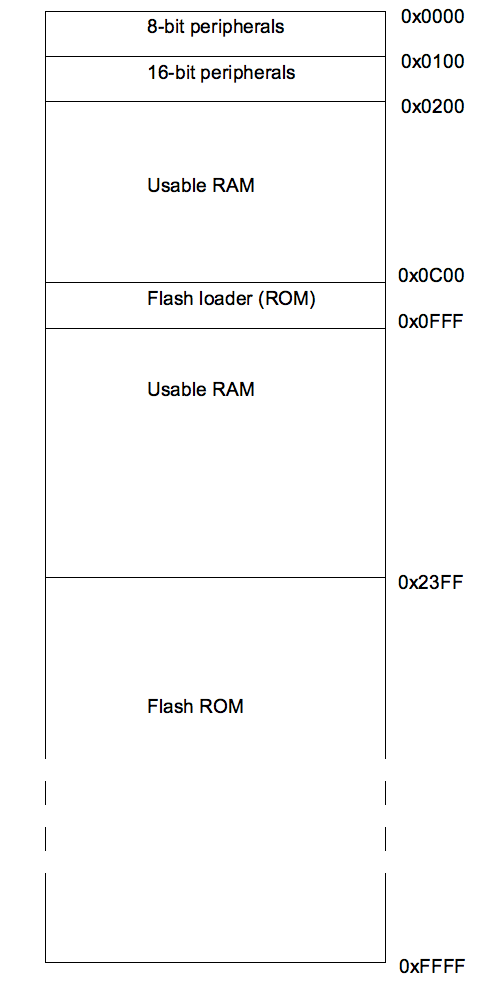 0x0000
8-bit peripherals
0x0100
16-bit peripherals
0x0200
Usable RAM
0x0C00
Flash loader (ROM)
0x0FFF
Usable RAM
0x23FF
Flash ROM
0xFFFF